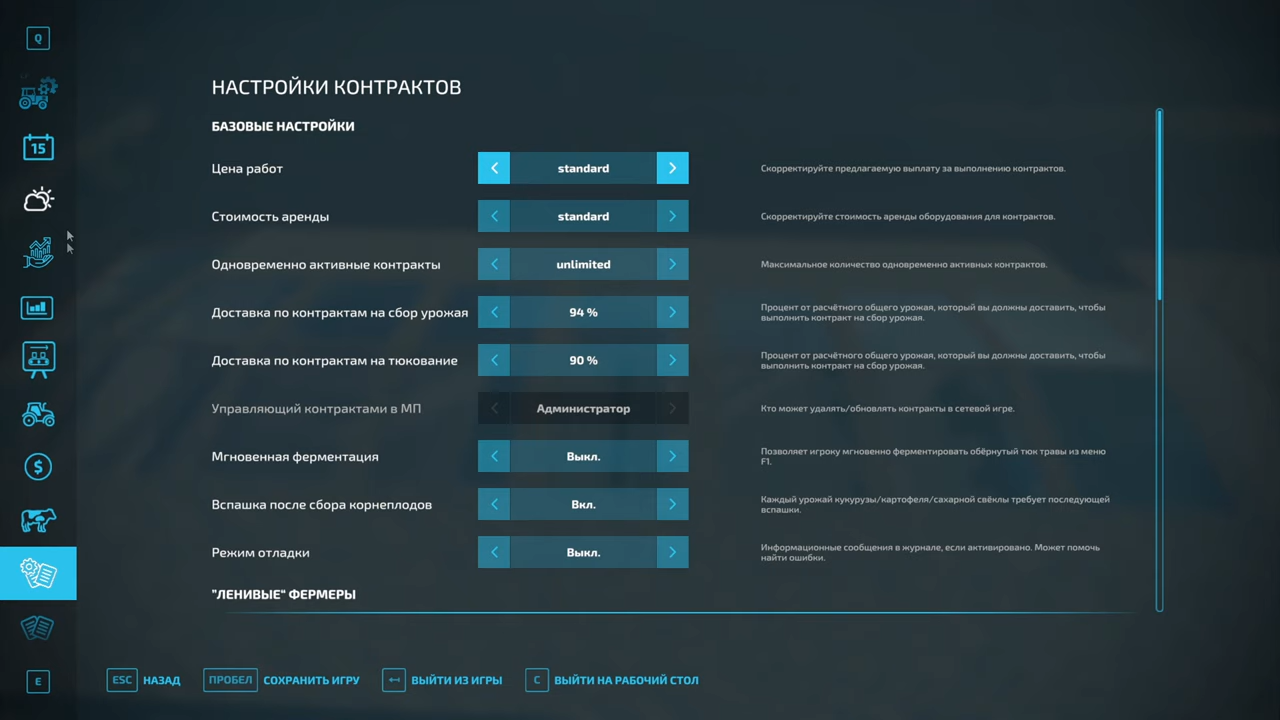 Q
НАСТРОЙКИ КОНТРАКТОВ
БАЗОВЫЕ НАСТРОЙКИ
15
Цена работ
standard
Скорректируйте предлагаемую выплату за выполнению контрактов.
Стоимость аренды
standard
Скорректируйте стоимость аренды оборудования для контрактов.
Одновременно активные контракты
unlimited
Максимальное количество одновременно активных контрактов.
Доставка по контрактам на сбор урожая
94 %
Процент от расчётного общего урожая, который вы должны доставить, чтобы
выполнить контракт на сбор урожая.
Доставка по контрактам на тюкование
90 %
Процент от расчётного общего урожая, который вы должны доставить, чтобы
выполнить контракт на сбор урожая.
Управляющий контрактами в МП
Администратор
Кто может удалять/обновлять контракты в сетевой игре.
Мгновенная ферментация
Выкл.
Позволяет игроку мгновенно ферментировать обёрнутый тюк травы из меню
F1.
Вспашка после сбора корнеплодов
Вкл.
Каждый урожай кукурузы/картофеля/сахарной свёклы требует последующей
вспашки.
Режим отладки
Выкл.
Информационные сообщения в журнале, если активировано. Может помочь
найти ошибки.
"ЛЕНИВЫЕ" ФЕРМЕРЫ
E
ESC НАЗАД
ПРОБЕЛ СОХРАНИТЬ ИГРУ
ВЫЙТИ ИЗ ИГРЫ
C ВЫЙТИ НА РАБОЧИЙ СТОЛ